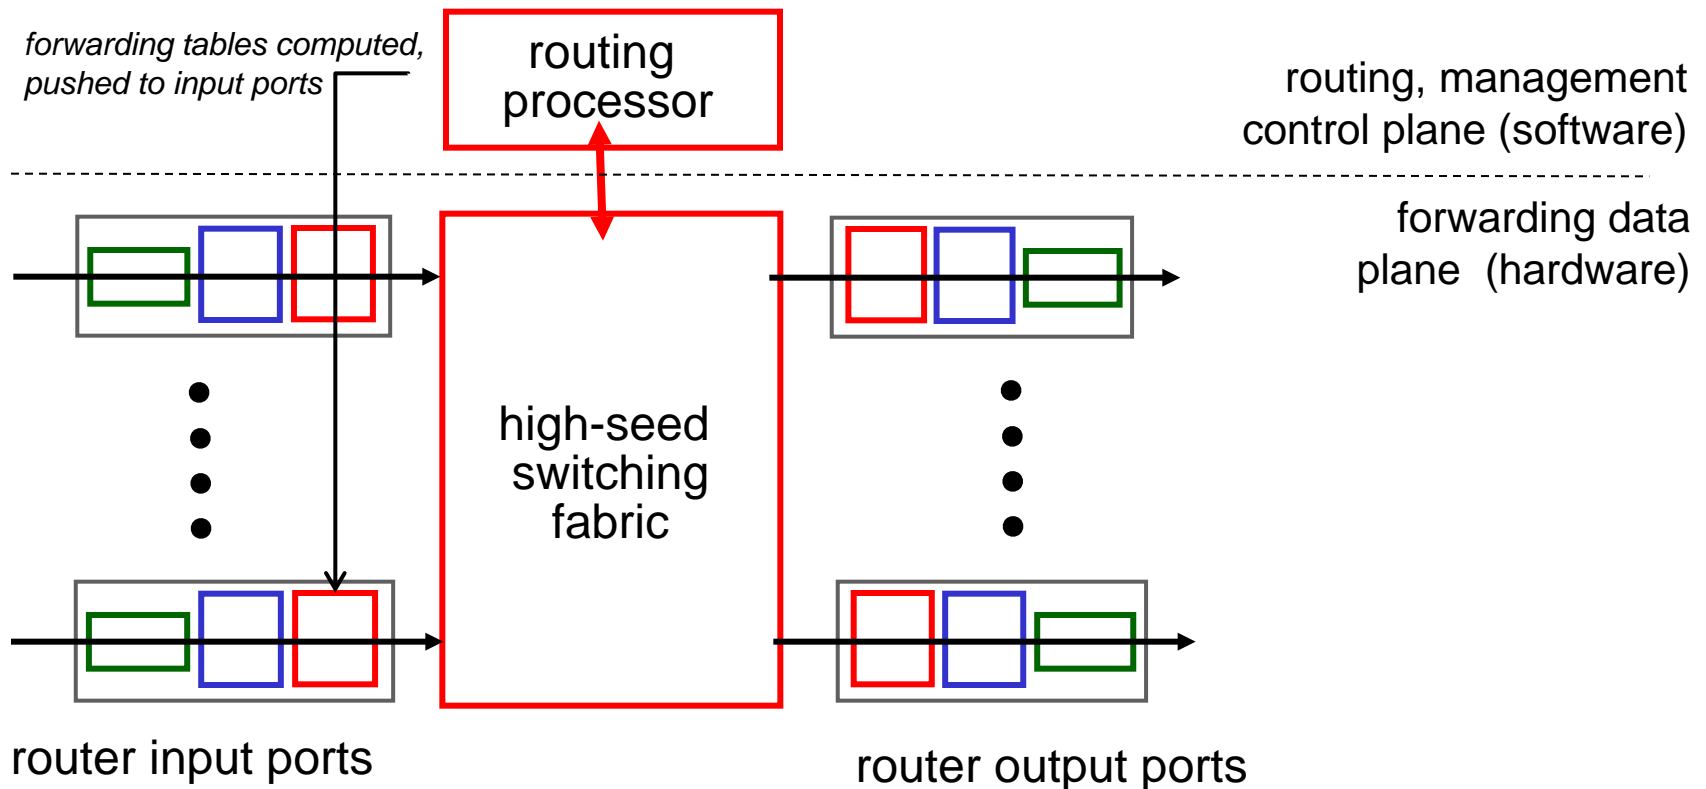 forwarding tables computed,
pushed to input ports
routing
processor
routing, management
control plane (software)
forwarding data
plane (hardware)
high-seed
switching
fabric
router input ports
router output ports